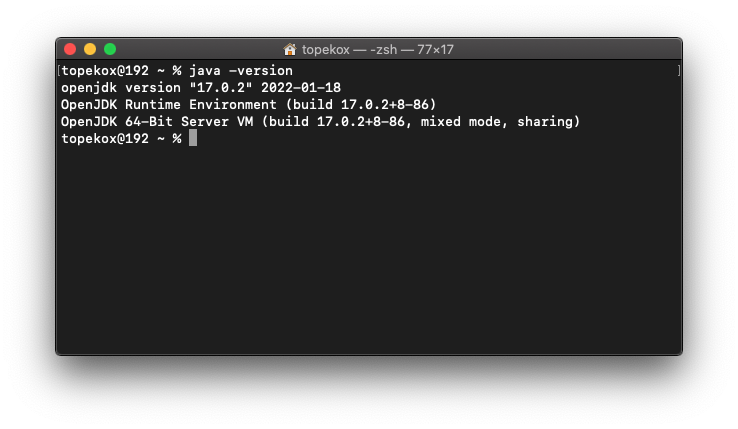 topekox — -zsh — 77×17
[topekox@192 ~ % java -version ]
openjdk version "17.0.2" 2022-01-18
OpenJDK Runtime Environment (build 17.0.2+8-86)
OpenJDK 64-Bit Server VM (build 17.0.2+8-86, mixed mode, sharing)
topekox@192 ~ %